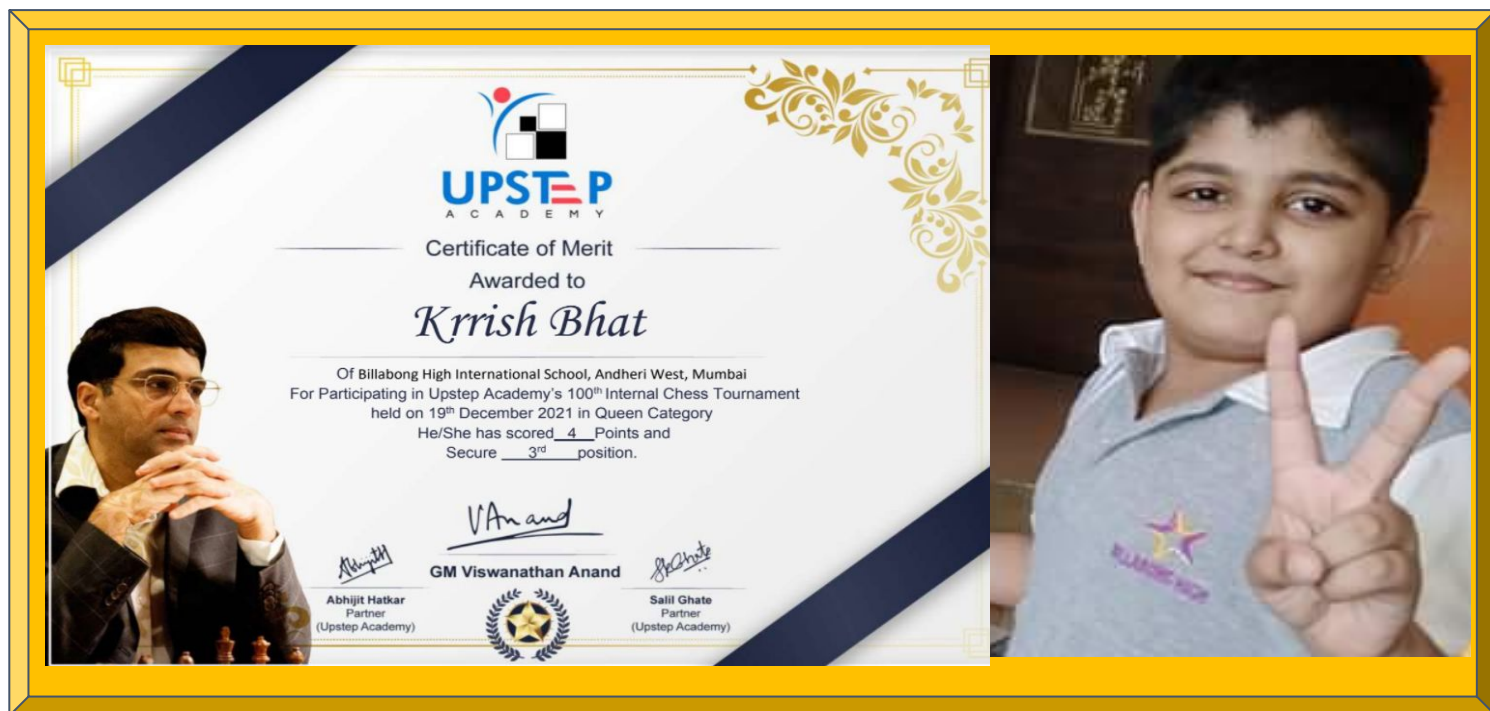 UPSTEP
ACADEMY
Certificate of Merit
Awarded to
Krrish Bhat
Of Billabong High International School, Andheri West, Mumbai
For Participating in Upstep Academy's 100th Internal Chess Tournament
held on 19th December 2021 in Queen Category
He/She has scored 4 Points and
Secure 3rd position.
V Anand
GM Viswanathan Anand
Abhijit Hatkar
Partner
(Upstep Academy)
Salil Ghate
Partner
(Upstep Academy)
BILLABONG HIGH